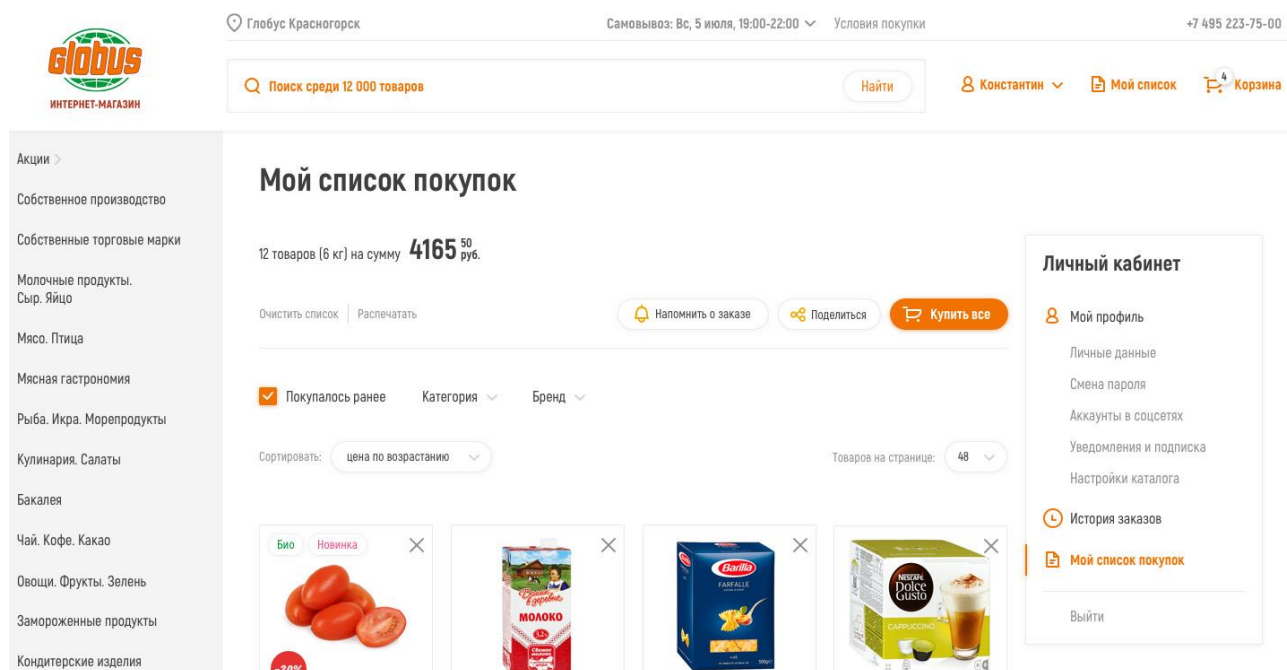 Глобус Красногорск
Самовывоз: Вс, 5 июля, 19:00-22:00
Условия покупки
+7 495 223-75-00
Globus
ИНТЕРНЕТ-МАГАЗИН
Поиск среди 12 000 товаров
Найти
Константин
Мой список
4
Корзина
Акции
Собственное производство
Собственные торговые марки
Молочные продукты.
Сыр. Яйцо
Мясо. Птица
Мясная гастрономия
Рыба. Икра. Морепродукты
Кулинария. Салаты
Бакалея
Чай. Кофе. Какао
Овощи. Фрукты. Зелень
Замороженные продукты
Кондитерские изделия
Мой список покупок
12 товаров (6 кг) на сумму 4165 50 руб.
Очистить список
Распечатать
Напомнить о заказе
Поделиться
Купить все
Покупалось ранее
Категория
Бренд
Сортировать:
цена по возрастанию
Товаров на странице:
48
Био
Новинка
-20%
Домик
в деревне
МОЛОКО
3,2%
Barilla
FARFALLE
500g
NESCAFÉ
Dolce
Gusto
CAPPUCCINO
Личный кабинет
Мой профиль
Личные данные
Смена пароля
Аккаунты в соцсетях
Уведомления и подписка
Настройки каталога
История заказов
Мой список покупок
Выйти